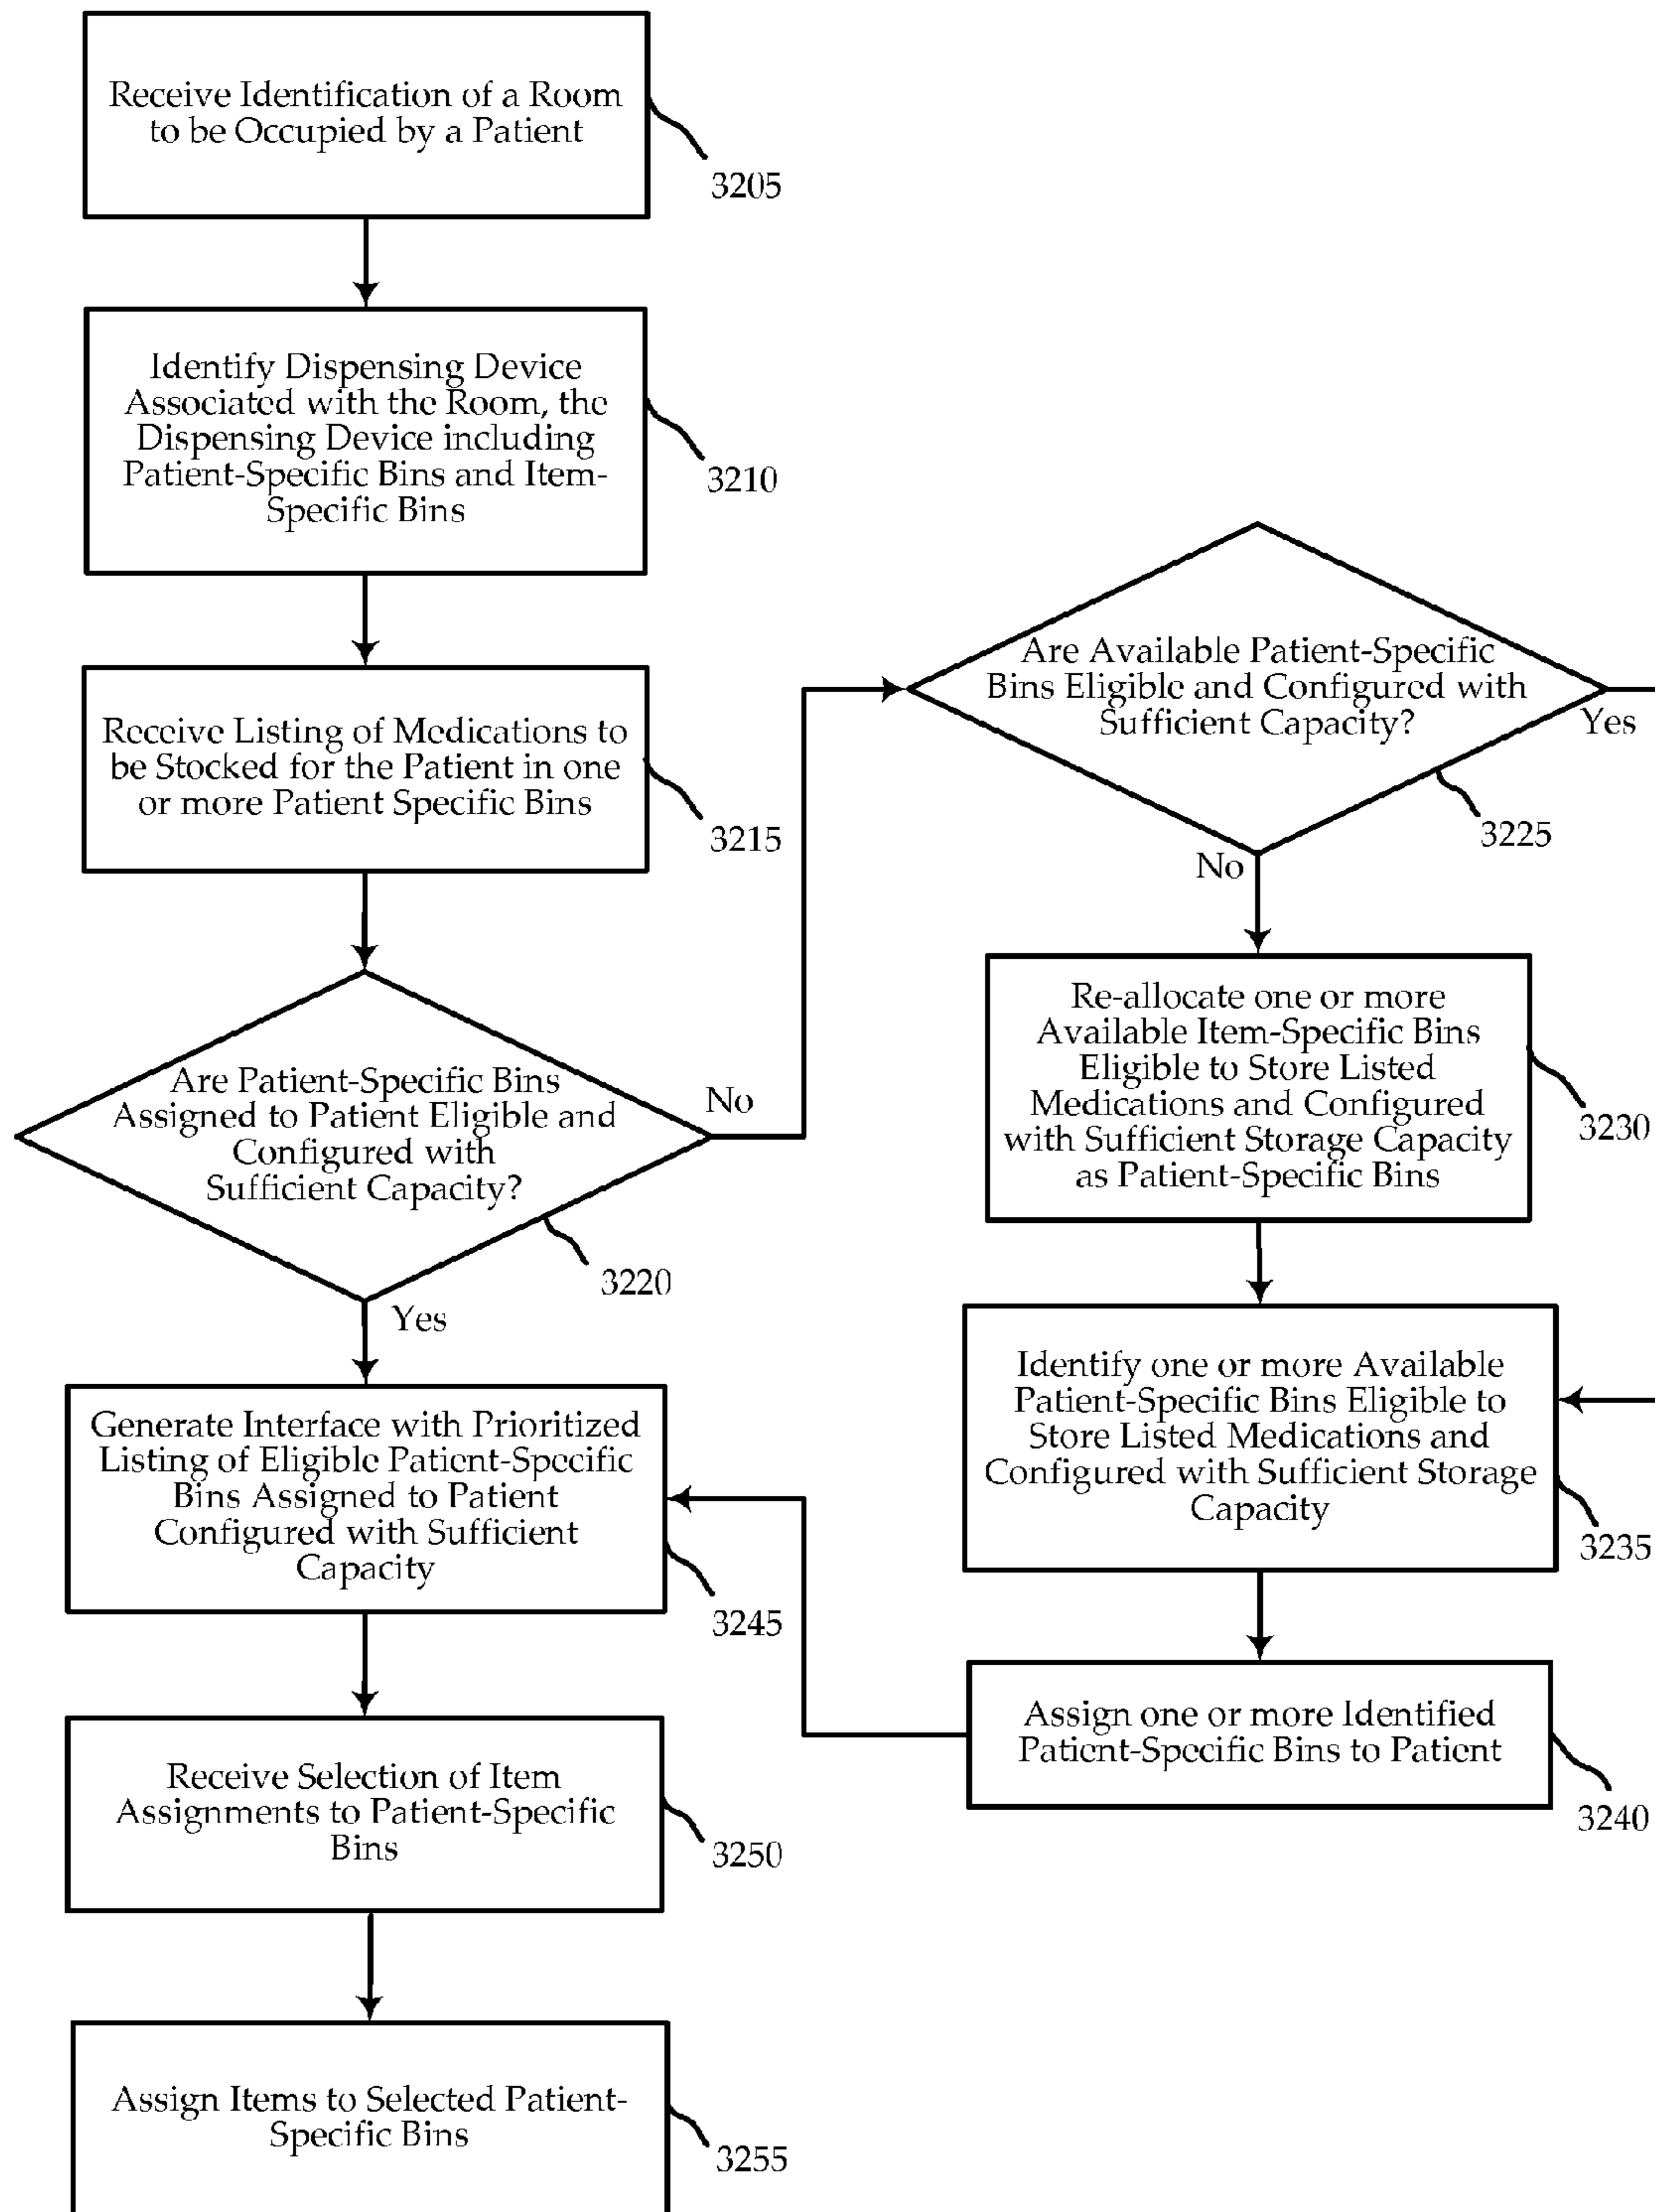 Receive Identification of a Room
to be Occupied by a Patient
3205
Identify Dispensing Device
Associated with the Room, the
Dispensing Device including
Patient-Specific Bins and Item-
Specific Bins
3210
Receive Listing of Medications to
be Stocked for the Patient in one
or more Patient Specific Bins
3215
Are Patient-Specific Bins
Assigned to Patient Eligible and
Configured with
Sufficient Capacity?
No
3220
Yes
Are Available Patient-Specific
Bins Eligible and Configured with
Sufficient Capacity?
Yes
3225
No
Re-allocate one or more
Available Item-Specific Bins
Eligible to Store Listed
Medications and Configured
with Sufficient Storage Capacity
as Patient-Specific Bins
3230
Identify one or more Available
Patient-Specific Bins Eligible to
Store Listed Medications and
Configured with Sufficient Storage
Capacity
3235
Assign one or more Identified
Patient-Specific Bins to Patient
3240
Generate Interface with Prioritized
Listing of Eligible Patient-Specific
Bins Assigned to Patient
Configured with Sufficient
Capacity
3245
Receive Selection of Item
Assignments to Patient-Specific
Bins
3250
Assign Items to Selected Patient-
Specific Bins
3255